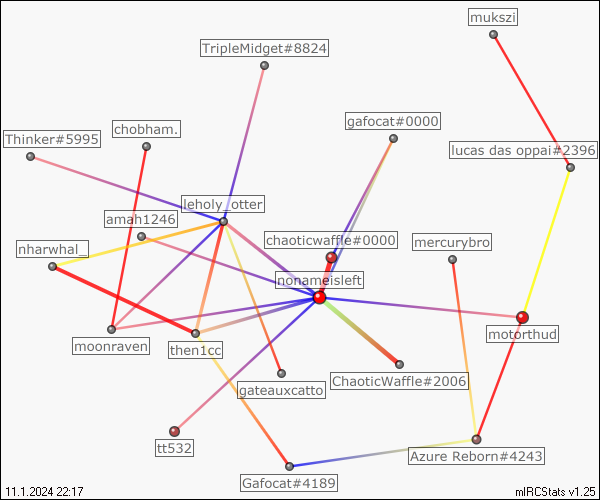 mukszi
TripleMidget#8824
gafocat#0000
chobham.
Thinker#5995
lucas das oppai#2396
leholy_otter
amah1246
chaoticwaffle#0000
mercurybro
nharwhal_
nonameisleft
motorthud
moonraven
then1cc
ChaoticWaffle#2006
gateauxcatto
tt532
Azure Reborn#4243
Gafocat#4189
11.1.2024 22:17
mIRCStats v1.25